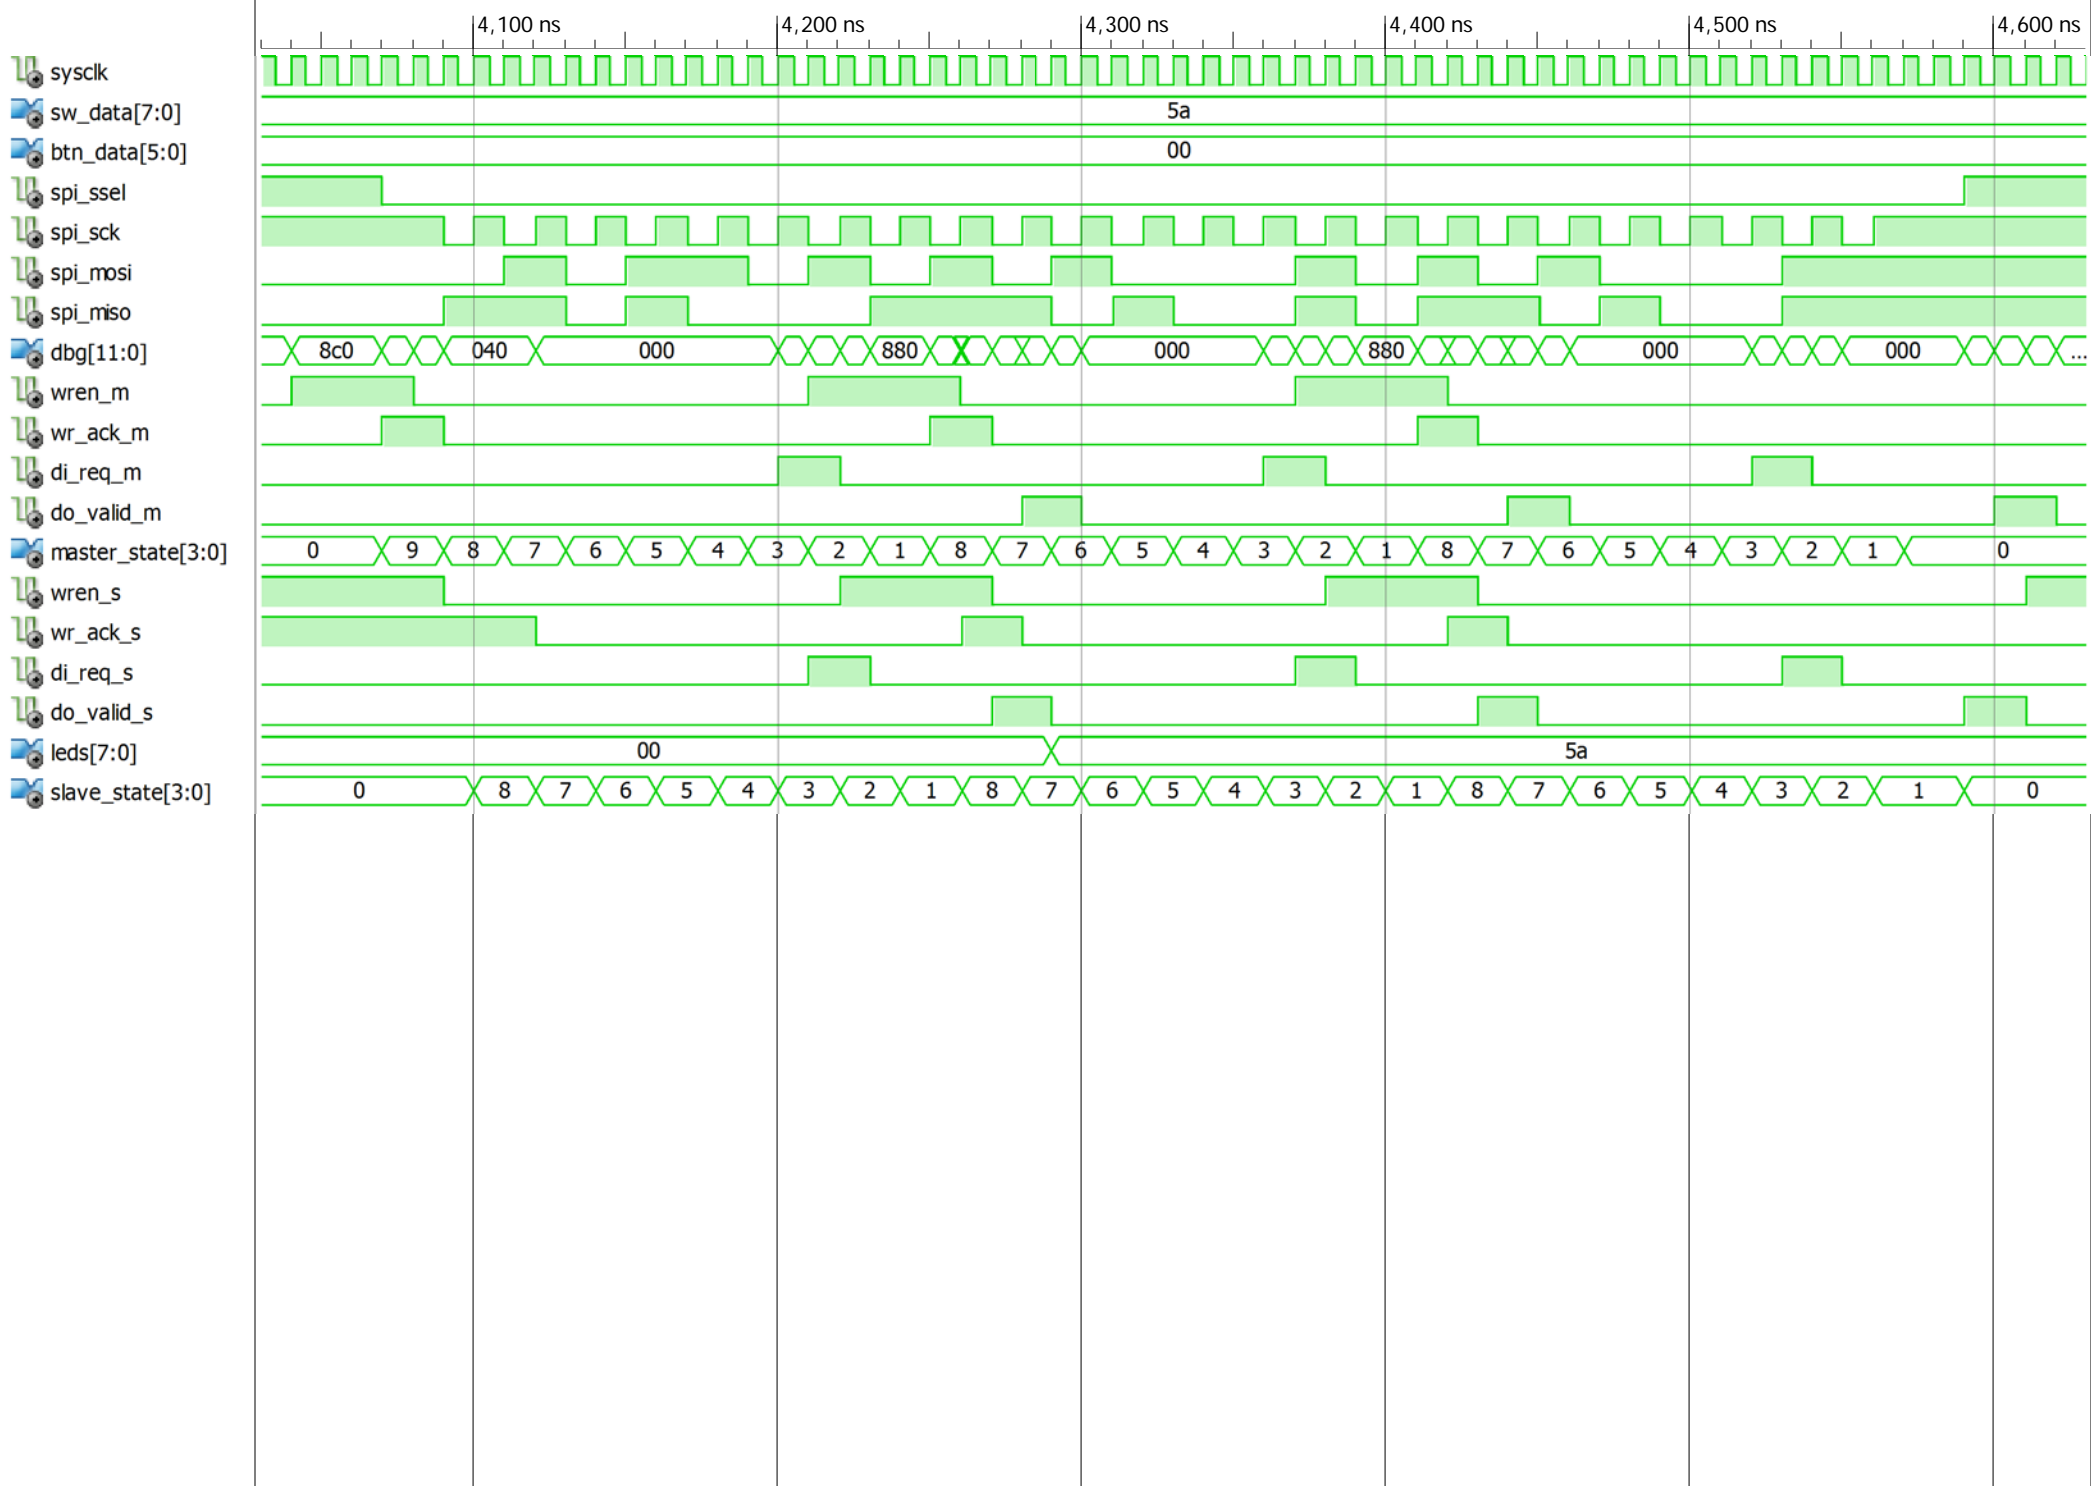 4,100 ns 4,200 ns 4,300 ns 4,400 ns 4,500 ns 4,600 ns
sysclk
sw_data[7:0] 5a
btn_data[5:0] 00
spi_ssel
spi_sck
spi_mosi
spi_miso
dbg[11:0] 8c0 040 000 880 000 880 000 000 ...
wren_m
wr_ack_m
di_req_m
do_valid_m
master_state[3:0] 0 9 8 7 6 5 4 3 2 1 8 7 6 5 4 3 2 1 8 7 6 5 4 3 2 1 0
wren_s
wr_ack_s
di_req_s
do_valid_s
leds[7:0] 00 5a
slave_state[3:0] 0 8 7 6 5 4 3 2 1 8 7 6 5 4 3 2 1 8 7 6 5 4 3 2 1 0